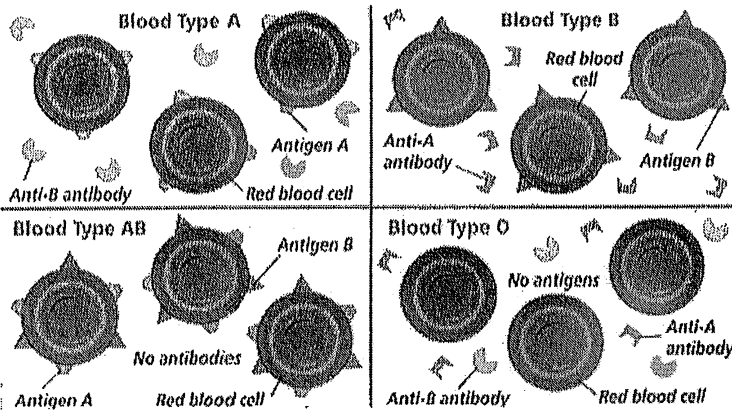 Blood Type A
Antigen A
Anti-B antibody
Red blood cell
Blood Type B
Red blood
cell
Anti-A
antibody
Antigen B
Blood Type AB
Antigen B
No antibodies
Antigen A
Red blood cell
Blood Type O
No antigens
Anti-A
antibody
Anti-B antibody
Red blood cell